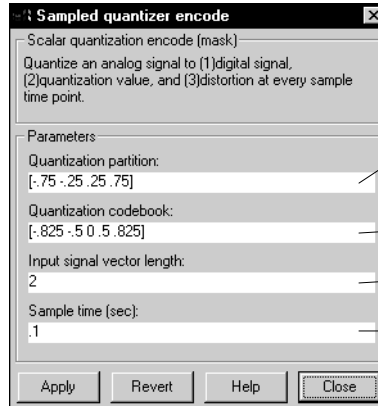 Sampled quantizer encode
Scalar quantization encode (mask)
Quantize an analog signal to (1)digital signal,
(2)quantization value, and (3)distortion at every sample
time point.
Parameters
Quantization partition:
[-.75 -.25 .25 .75]
Quantization codebook:
[-.825 -.5 0 .5 .825]
Input signal vector length:
2
Sample time (sec):
.1
Apply Revert Help Close